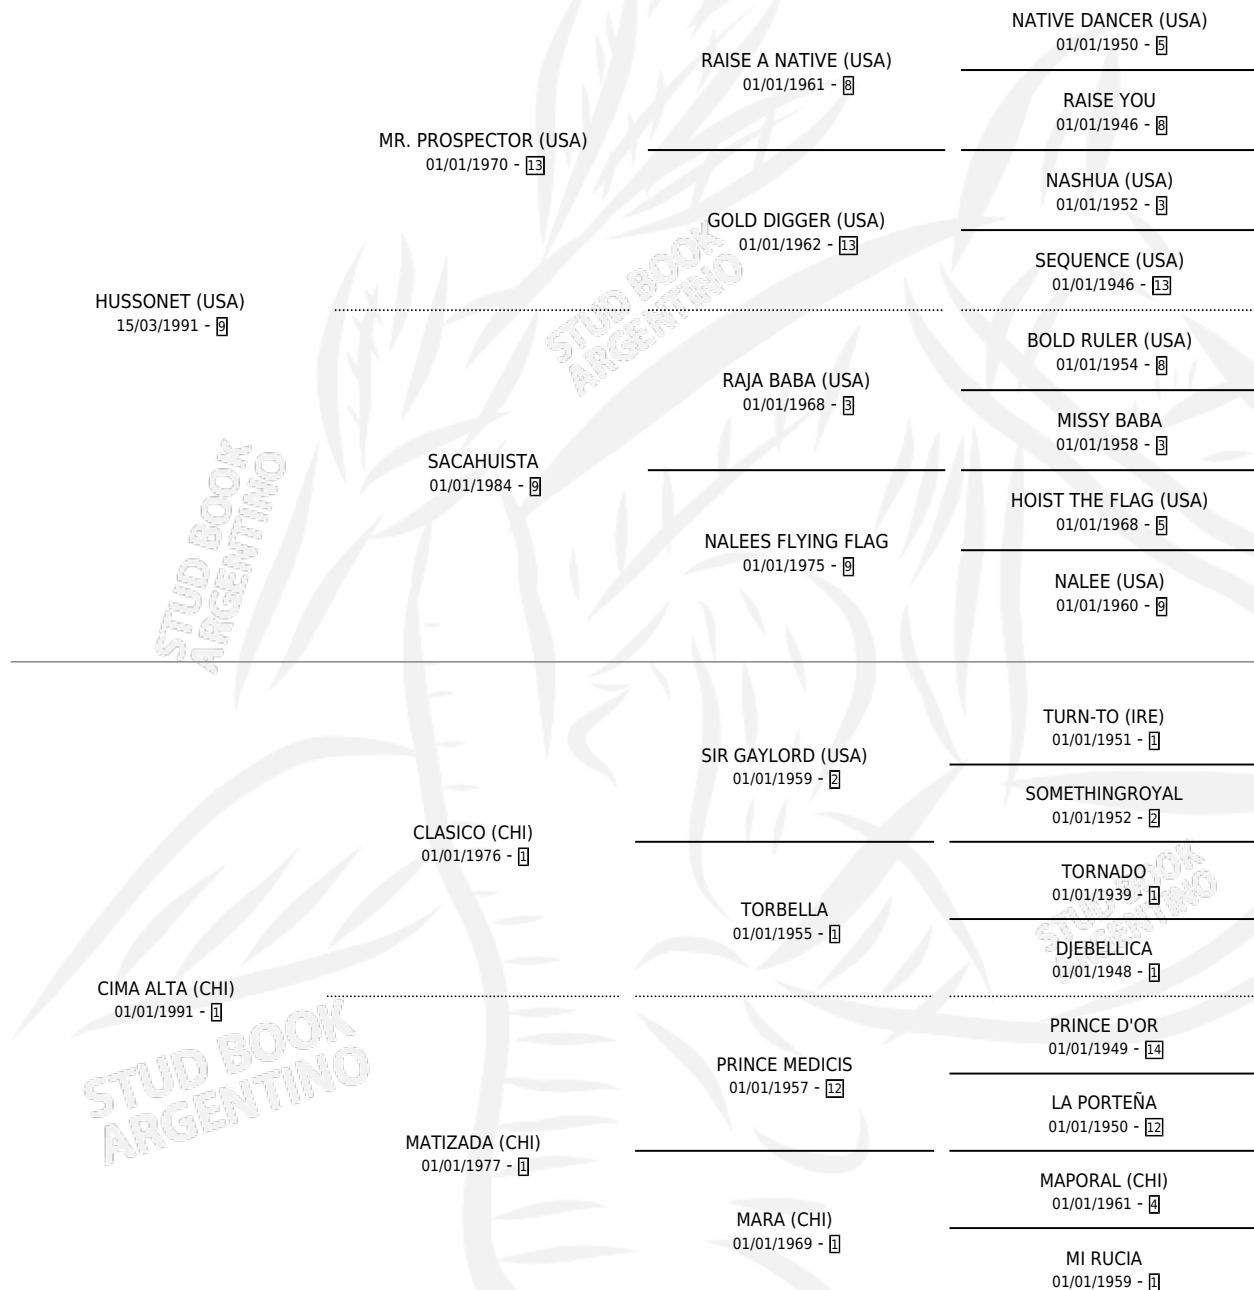 NATIVE DANCER (USA)
01/01/1950 - 5
RAISE A NATIVE (USA)
01/01/1961 - 8
RAISE YOU
01/01/1946 - 8
MR. PROSPECTOR (USA)
01/01/1970 - 13
NASHUA (USA)
01/01/1952 - 3
GOLD DIGGER (USA)
01/01/1962 - 13
SEQUENCE (USA)
01/01/1946 - 13
HUSSONET (USA)
15/03/1991 - 9
STUD BOOK
ARGENTINO
BOLD RULER (USA)
01/01/1954 - 8
RAJA BABA (USA)
01/01/1968 - 3
MISSY BABA
01/01/1958 - 3
SACAHUISTA
01/01/1984 - 9
HOIST THE FLAG (USA)
01/01/1968 - 5
NALEES FLYING FLAG
01/01/1975 - 9
NALEE (USA)
01/01/1960 - 9
STUD BOOK
ARGENTINO
TURN-TO (IRE)
01/01/1951 - 1
SIR GAYLORD (USA)
01/01/1959 - 2
SOMETHINGROYAL
01/01/1952 - 2
CLASICO (CHI)
01/01/1976 - 1
TORNADO
01/01/1939 - 1
TORBELLA
01/01/1955 - 1
STUD BOOK
ARGENTINO
DJEBELLICA
01/01/1948 - 1
CIMA ALTA (CHI)
01/01/1991 - 1
PRINCE D'OR
01/01/1949 - 14
PRINCE MEDICIS
01/01/1957 - 12
STUD BOOK
ARGENTINO
LA PORTEÑA
01/01/1950 - 12
MATIZADA (CHI)
01/01/1977 - 1
MAPORAL (CHI)
01/01/1961 - 4
MARA (CHI)
01/01/1969 - 1
MI RUCIA
01/01/1959 - 1